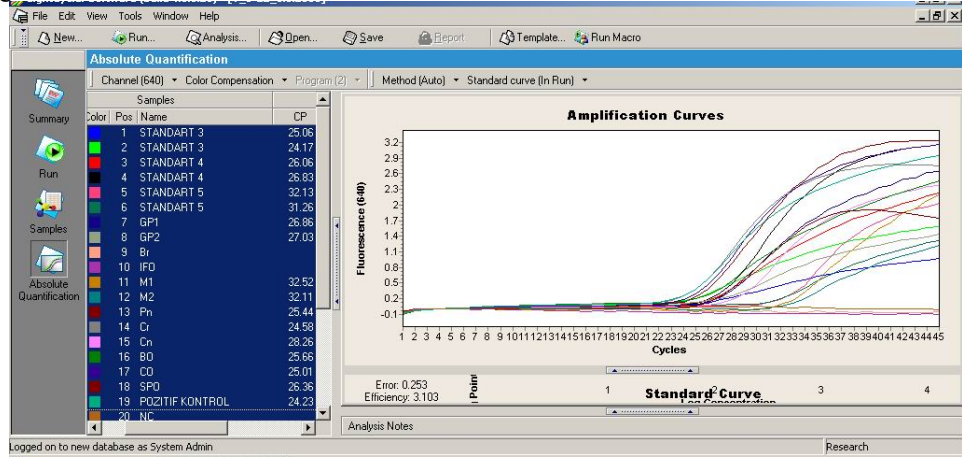 File Edit View Tools Window Help
New... Run... Analysis... Open... Save Report Template... Run Macro
Absolute Quantification
Channel (640) Color Compensation Program (2) Method (Auto) Standard curve (In Run)
Summary
Run
Samples
Absolute
Quantification
Samples
Color Pos Name CP
1 STANDART 3 25.06
2 STANDART 3 24.17
3 STANDART 4 26.06
4 STANDART 4 26.83
5 STANDART 5 32.13
6 STANDART 5 31.26
7 GP1 26.86
8 GP2 27.03
9 Br
10 IFO
11 M1 32.52
12 M2 32.11
13 Pn 25.44
14 Cr 24.58
15 Cn 28.26
16 BO 25.66
17 CO 25.01
18 SPO 26.36
19 POZITIF KONTROL 24.23
20 NC
Amplification Curves
Fluorescence (640)
3.2
2.9
2.6
2.3
2
1.7
1.4
1.1
0.8
0.5
0.2
-0.1
1 2 3 4 5 6 7 8 9 10 11 12 13 14 15 16 17 18 19 20 21 22 23 24 25 26 27 28 29 30 31 32 33 34 35 36 37 38 39 40 41 42 43 44 45
Cycles
Error: 0.253
Efficiency: 3.103
Point
1 2 3 4
Standard Curve
Log Concentration
Analysis Notes
Logged on to new database as System Admin Research